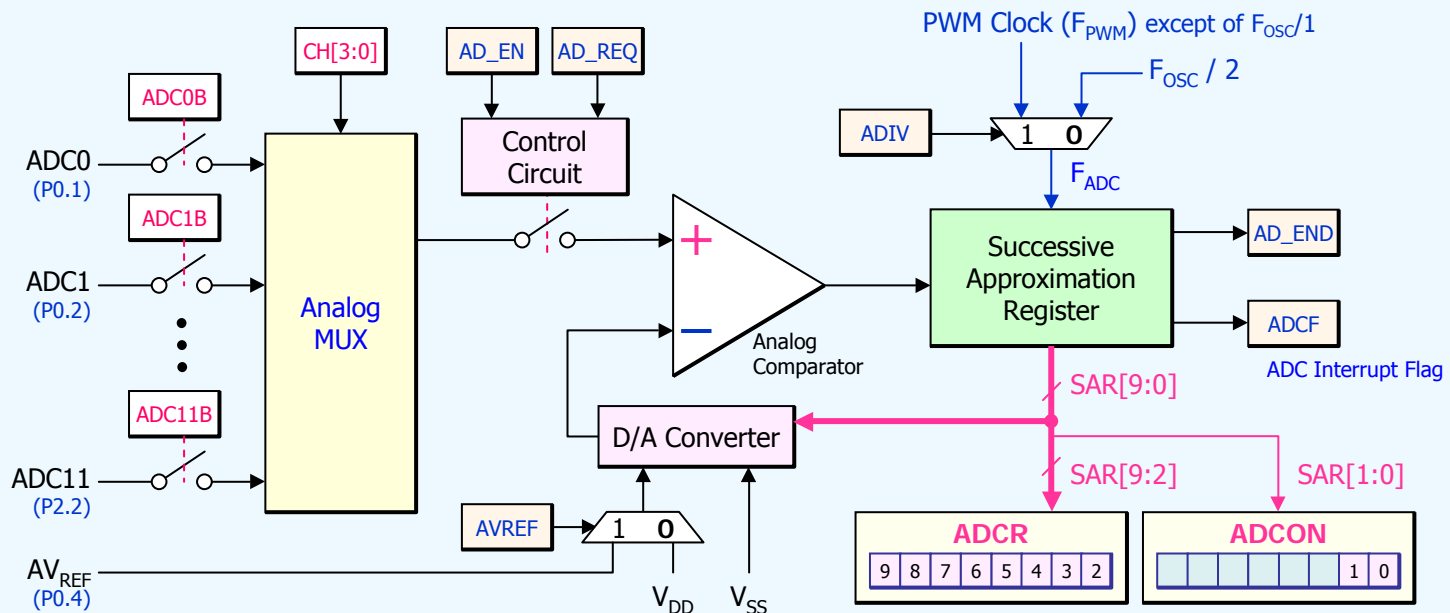 PWM Clock (FPWM) except of FOSC/1
CH[3:0]
AD_EN
AD_REQ
FOSC / 2
ADC0B
ADIV
1 0
Control
Circuit
ADC0
(P0.1)
FADC
ADC1B
+
Successive
Approximation
Register
AD_END
ADC1
(P0.2)
Analog
MUX
−
Analog
Comparator
ADCF
ADC Interrupt Flag
SAR[9:0]
ADC11B
D/A Converter
ADC11
(P2.2)
SAR[9:2]
SAR[1:0]
AVREF
1 0
ADCR
9 8 7 6 5 4 3 2
ADCON
1 0
AVREF
(P0.4)
VDD
VSS